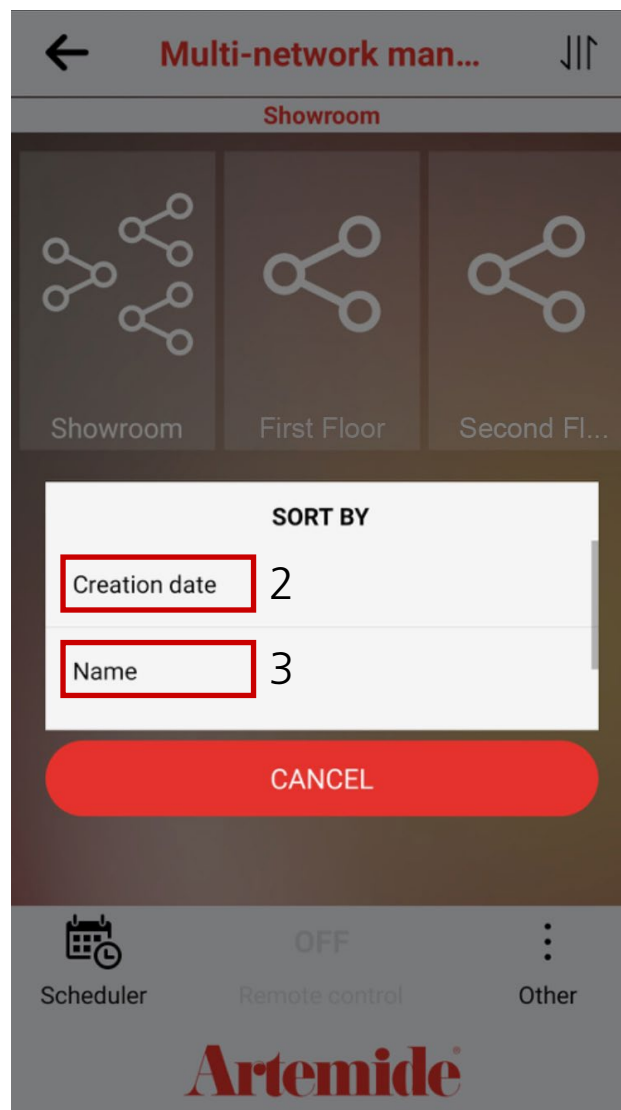 Multi-network man...
Showroom
Showroom
First Floor
Second Fl...
SORT BY
Creation date
2
Name
3
CANCEL
OFF
Scheduler
Remote control
Other
Artemide®